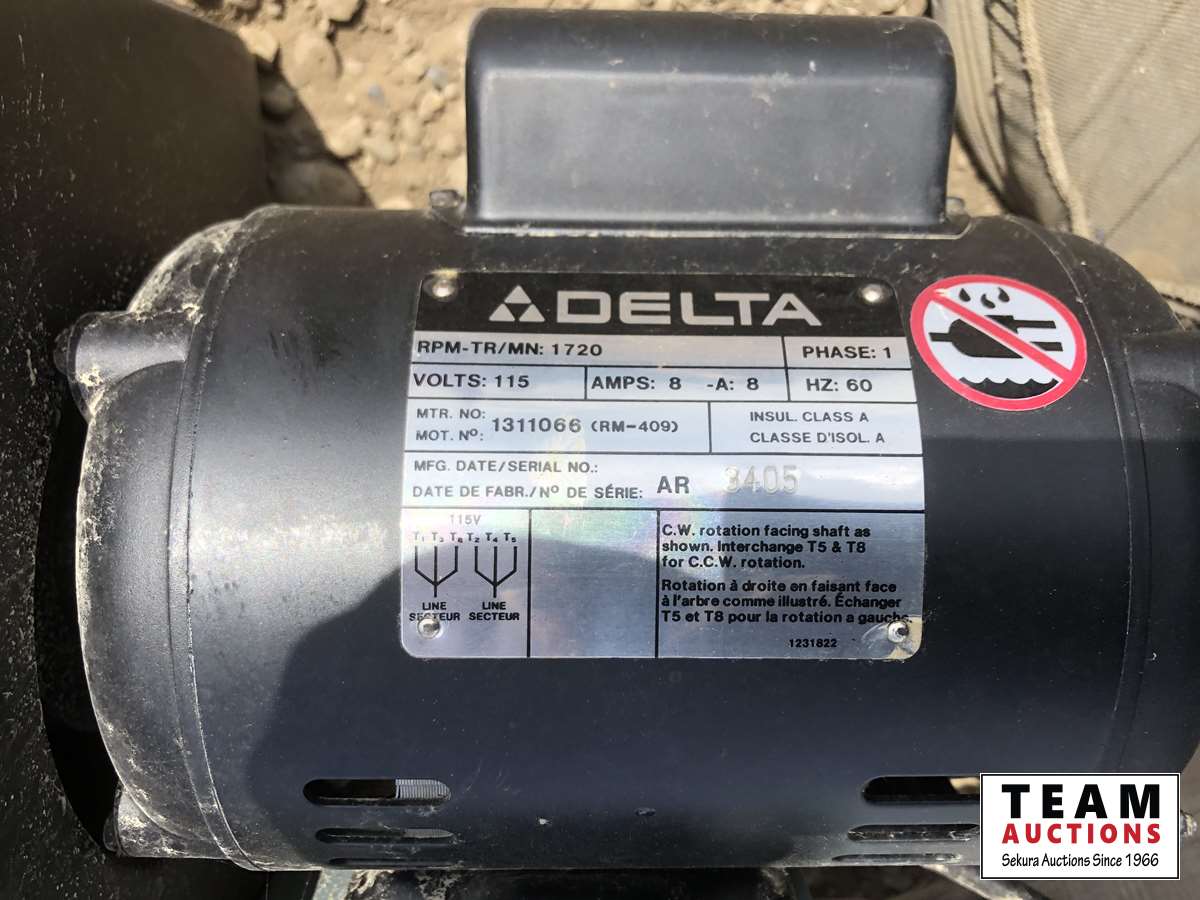 DELTA
RPM-TR/MN: 1720 PHASE: 1
VOLTS: 115 AMPS: 8 -A: 8 HZ: 60
MTR. NO:
MOT. Nº: 1311066 (RM-409)
INSUL. CLASS A
CLASSE D'ISOL. A
MFG. DATE/SERIAL NO.:
DATE DE FABR./Nº DE SÉRIE: AR 3405
115V
T1 T3 T8 T2 T4 T5
LINE LINE
SECTEUR SECTEUR
C.W. rotation facing shaft as
shown. Interchange T5 & T8
for C.C.W. rotation.
Rotation à droite en faisant face
à l'arbre comme illustré. Échanger
T5 et T8 pour la rotation a gauche.
1231822
TEAM
AUCTIONS
Sekura Auctions Since 1966